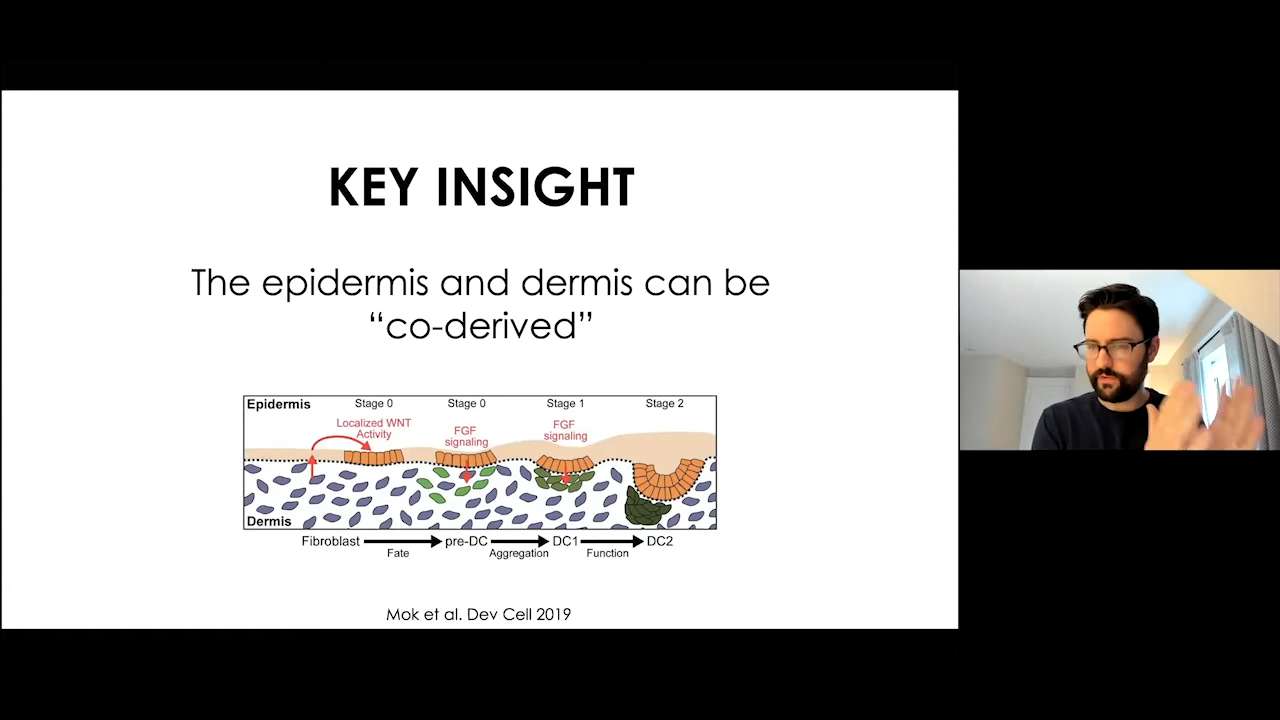 KEY INSIGHT
The epidermis and dermis can be
“co-derived”
Epidermis
Stage 0
Stage 0
Stage 1
Stage 2
Localized WNT
Activity
FGF
signaling
FGF
signaling
Dermis
Fibroblast
pre-DC
DC1
DC2
Fate
Aggregation
Function
Mok et al. Dev Cell 2019